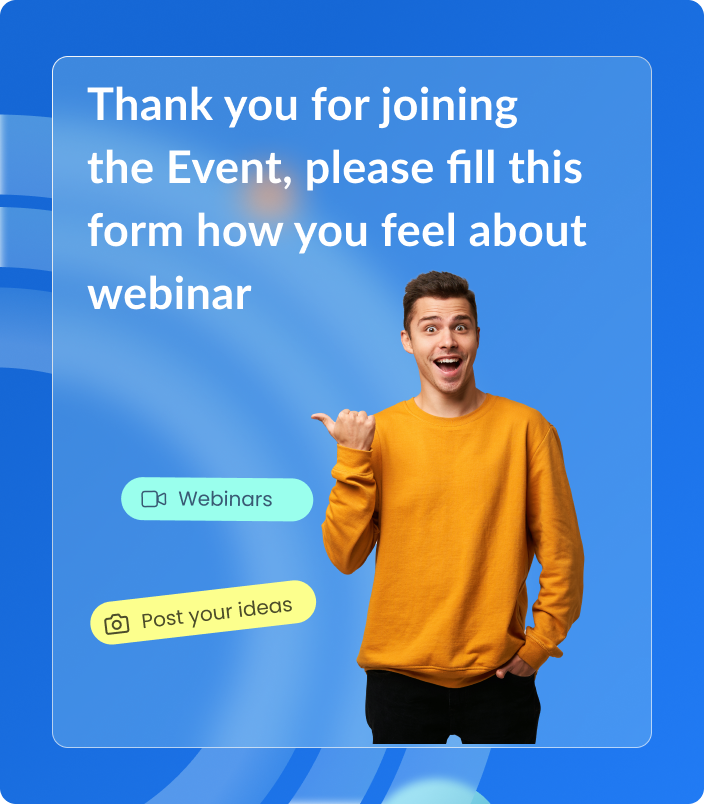 Thank you for joining
the Event, please fill this
form how you feel about
webinar
Webinars
Post your ideas